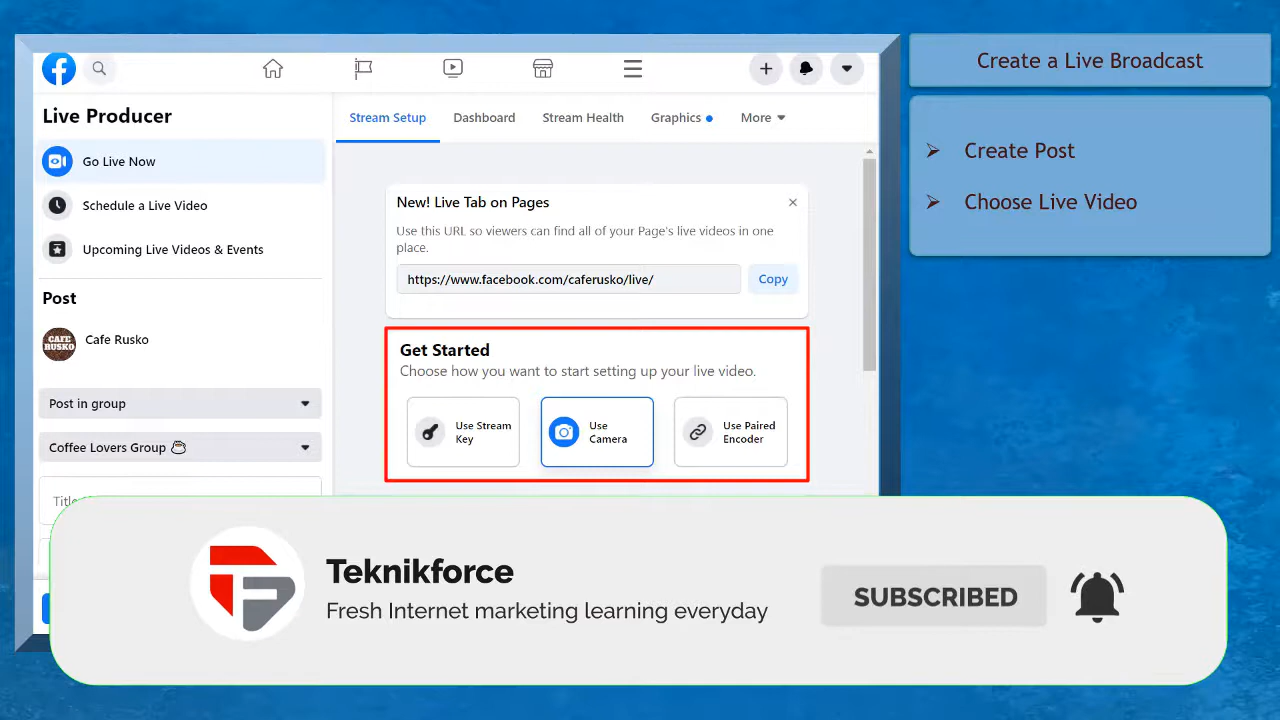 Create a Live Broadcast
Create Post
Choose Live Video
Live Producer
Go Live Now
Schedule a Live Video
Upcoming Live Videos & Events
Post
CAFE
RUSKO
Cafe Rusko
Post in group
Coffee Lovers Group
Stream Setup
Dashboard
Stream Health
Graphics
More
New! Live Tab on Pages
Use this URL so viewers can find all of your Page's live videos in one
place.
https://www.facebook.com/caferusko/live/
Copy
Get Started
Choose how you want to start setting up your live video.
Use Stream
Key
Use
Camera
Use Paired
Encoder
Teknikforce
Fresh Internet marketing learning everyday
SUBSCRIBED